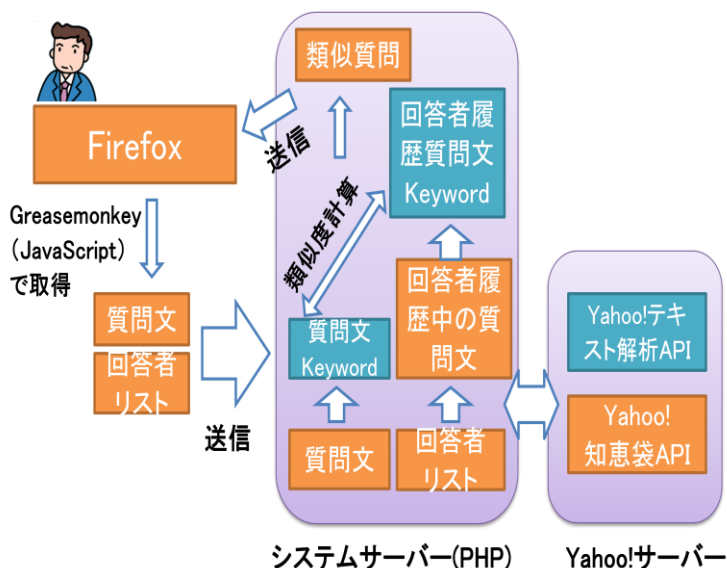 類似質問
回答者履
歴質問文
Keyword
Firefox
送信
類似度計算
Greasemonkey
（JavaScript）
で取得
質問文
回答者
リスト
送信
質問文
Keyword
回答者履
歴中の質
問文
質問文
回答者
リスト
Yahoo!テキ
スト解析API
Yahoo!
知恵袋API
システムサーバー(PHP)
Yahoo!サーバー